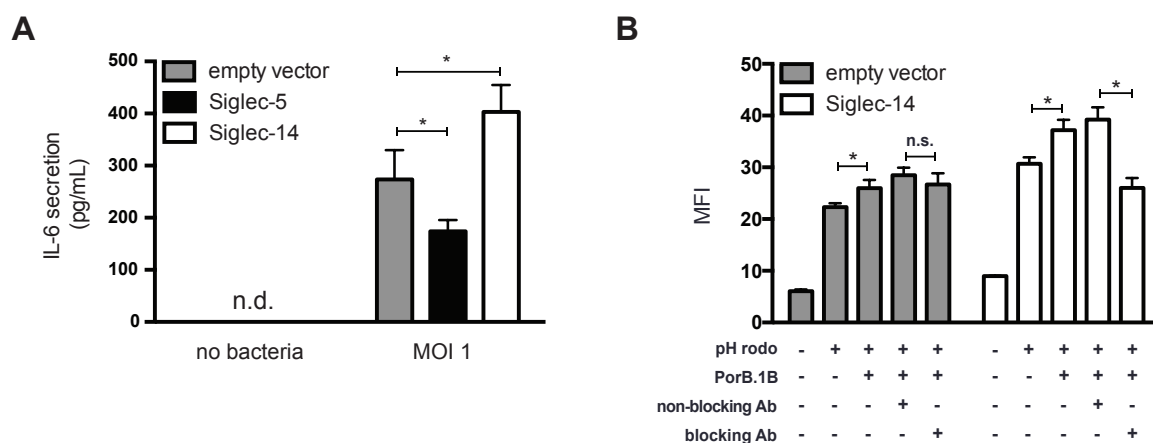 A
IL-6 secretion
(pg/mL)
500
400
300
200
100
0
empty vector
Siglec-5
Siglec-14
*
*
n.d.
no bacteria
MOI 1
B
MFI
50
40
30
20
10
0
empty vector
Siglec-14
*
n.s.
*
*
pH rodo - + + + + - + + + +
PorB.1B - - + + + - - + + +
non-blocking Ab - - - + - - - - + -
blocking Ab - - - - + - - - - +